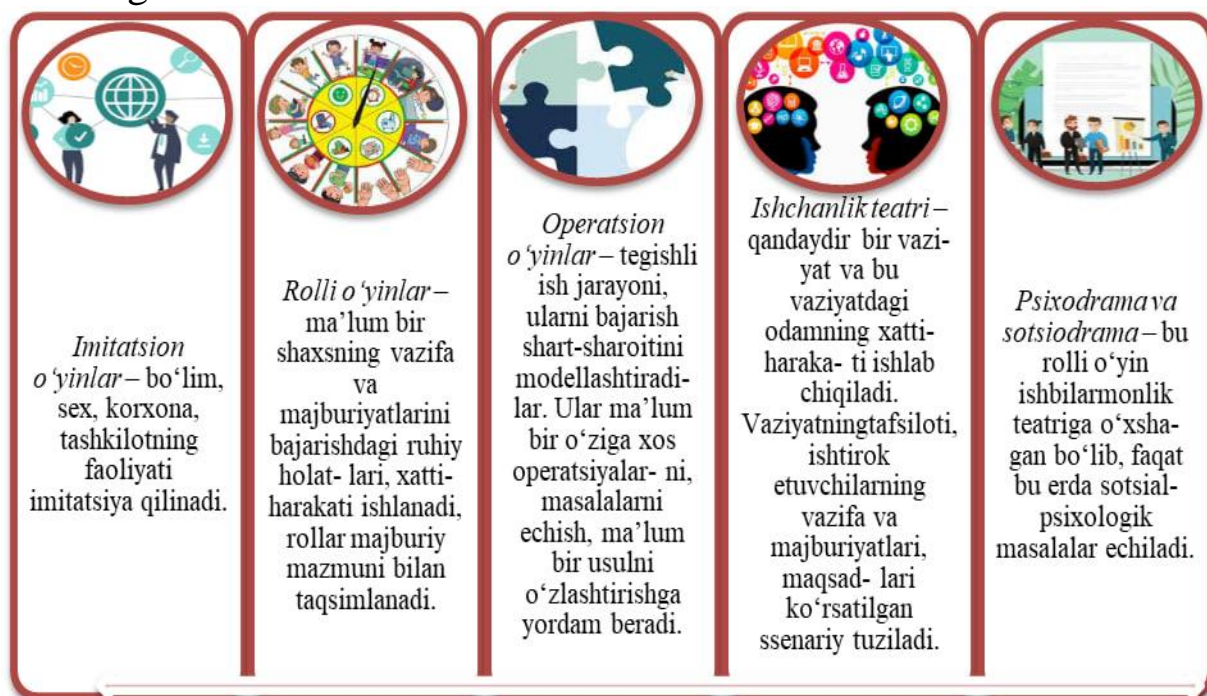 Imitatsion
o‘yinlar – bo‘lim,
sex, korxona,
tashkilotning
faoliyati
imitatsiya qilinadi.
Rolli o‘yinlar –
ma’lum bir
shaxsning vazifa
va
majburiyatlarini
bajarishdagi ruhiy
holat- lari, xatti-
harakati ishlanadi,
rollar majburiy
mazmuni bilan
taqsimlanadi.
Operatsion
o‘yinlar – tegishli
ish jarayoni,
ularni bajarish
shart-sharoitini
modellashtiradi-
lar. Ular ma’lum
bir o‘ziga xos
operatsiyalar- ni,
masalalarni
echish, ma’lum
bir usulni
o‘zlashtirishga
yordam beradi.
Ishchanlik teatri –
qandaydir bir vazi-
yat va bu
vaziyatdagi
odamning xatti-
haraka- ti ishlab
chiqiladi.
Vaziyatningtafsiloti,
ishtirok
etuvchilarning
vazifa va
majburiyatlari,
maqsad- lari
ko‘rsatilgan
ssenariy tuziladi.
Psixodrama va
sotsiodrama – bu
rolli o‘yin
ishbilarmonlik
teatriga o‘xsha-
gan bo‘lib, faqat
bu erda sotsial-
psixologik
masalalar echiladi.